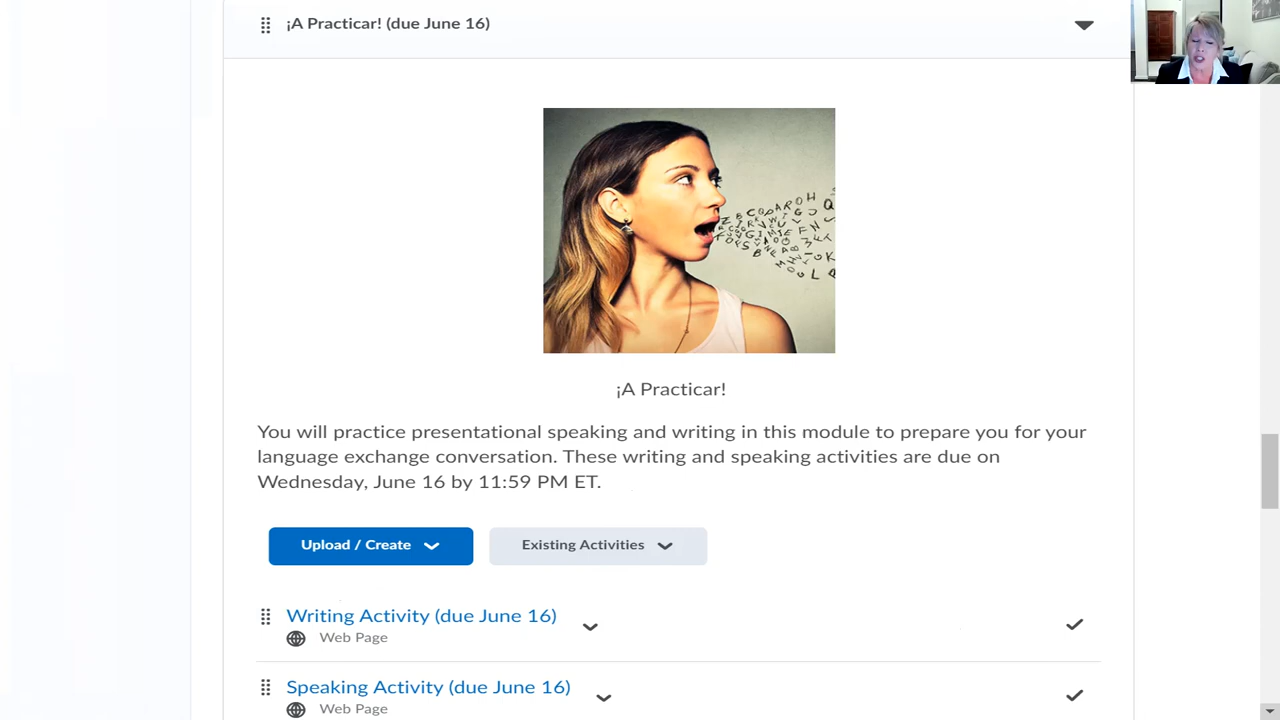 ¡A Practicar! (due June 16)
¡A Practicar!
You will practice presentational speaking and writing in this module to prepare you for your
language exchange conversation. These writing and speaking activities are due on
Wednesday, June 16 by 11:59 PM ET.
Upload / Create
Existing Activities
Writing Activity (due June 16)
Web Page
Speaking Activity (due June 16)
Web Page